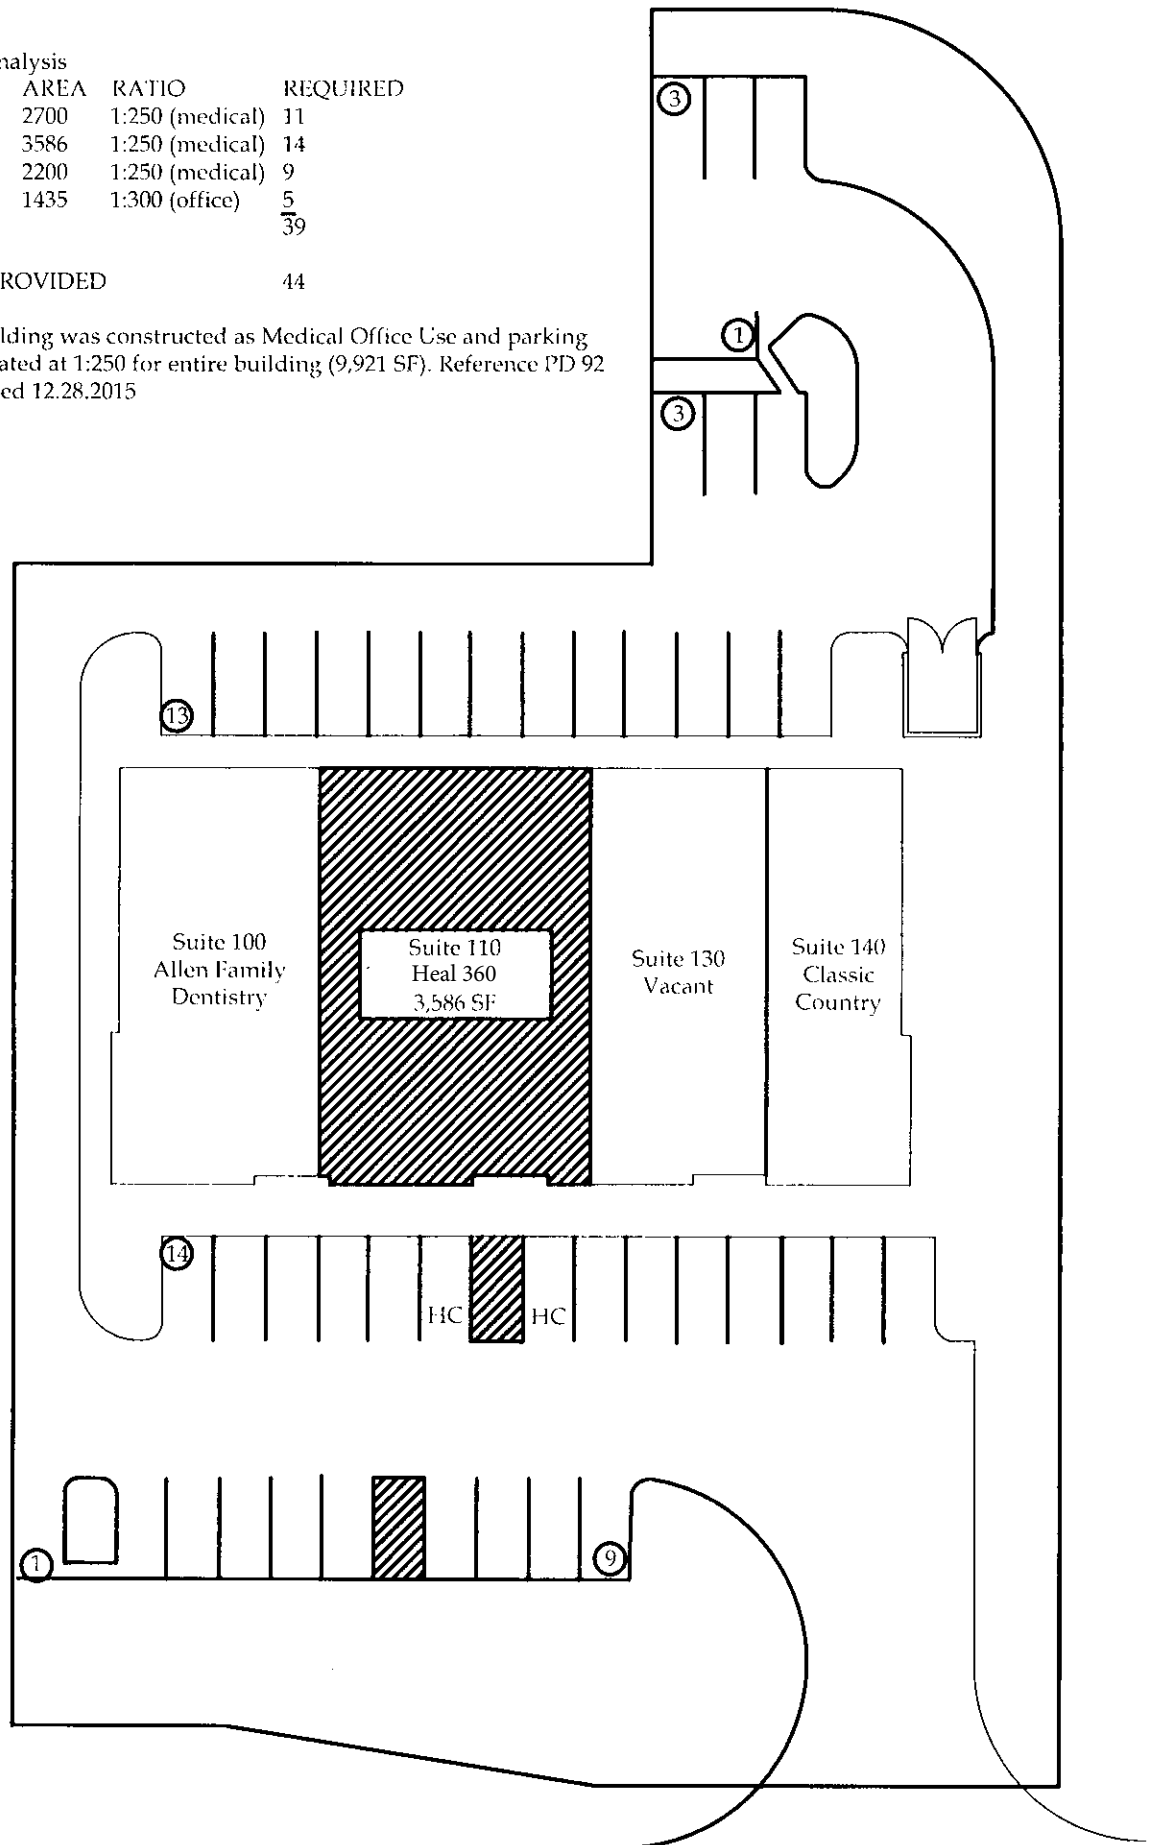 nalysis
AREA RATIO REQUIRED
2700 1:250 (medical) 11
3586 1:250 (medical) 14
2200 1:250 (medical) 9
1435 1:300 (office) 5
39
ROVIDED 44
lding was constructed as Medical Office Use and parking
ated at 1:250 for entire building (9,921 SF). Reference PD 92
ed 12.28.2015
3
1
3
13
Suite 100
Allen Family
Dentistry
Suite 110
Heal 360
3,586 SF
Suite 130
Vacant
Suite 140
Classic
Country
14
HC HC
1
9